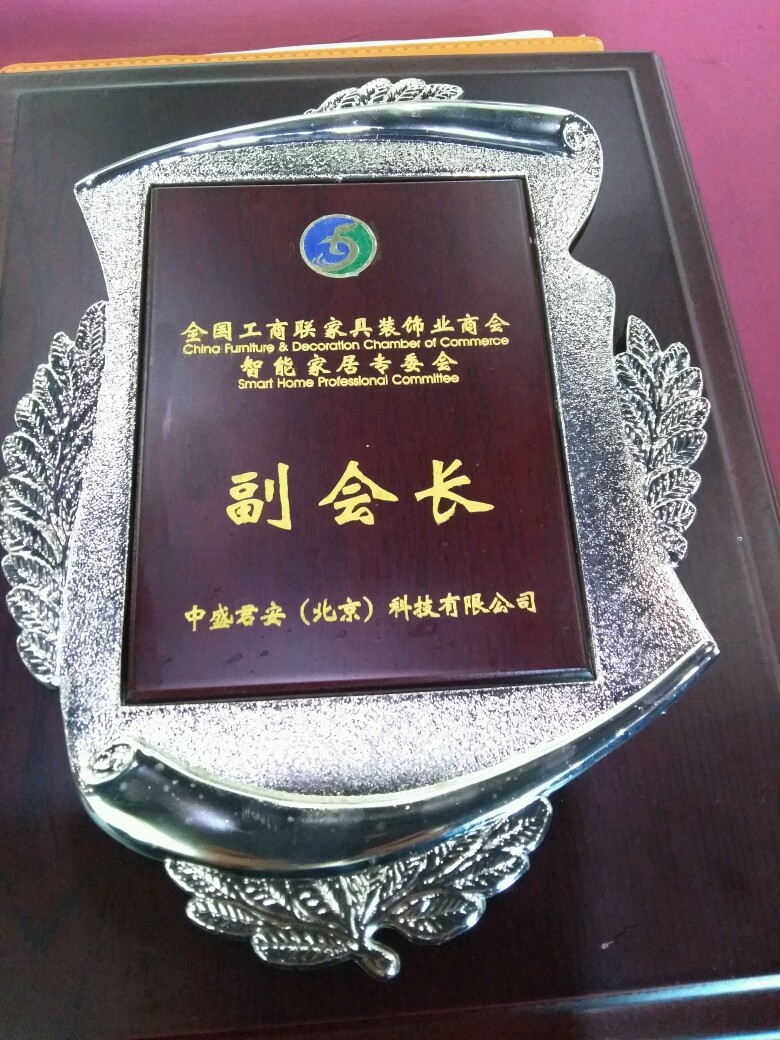 全国工商联家具装饰业商会
China Furniture & Decoration Chamber of Commerce
智能家居专委会
Smart Home Professional Committee
副会长
中盛君安（北京）科技有限公司